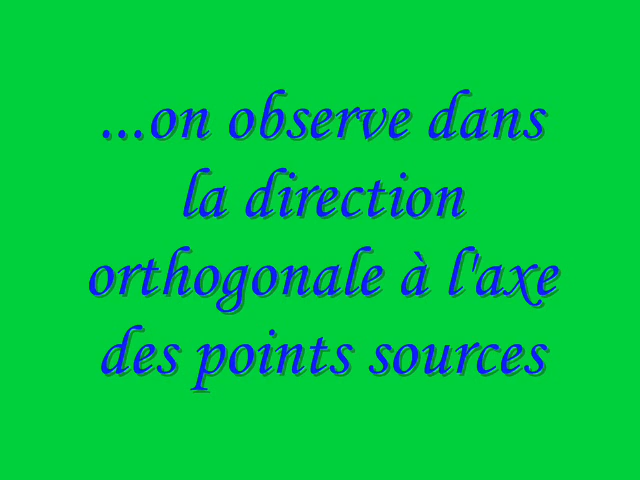 ...on observe dans
la direction
orthogonale à l'axe
des points sources